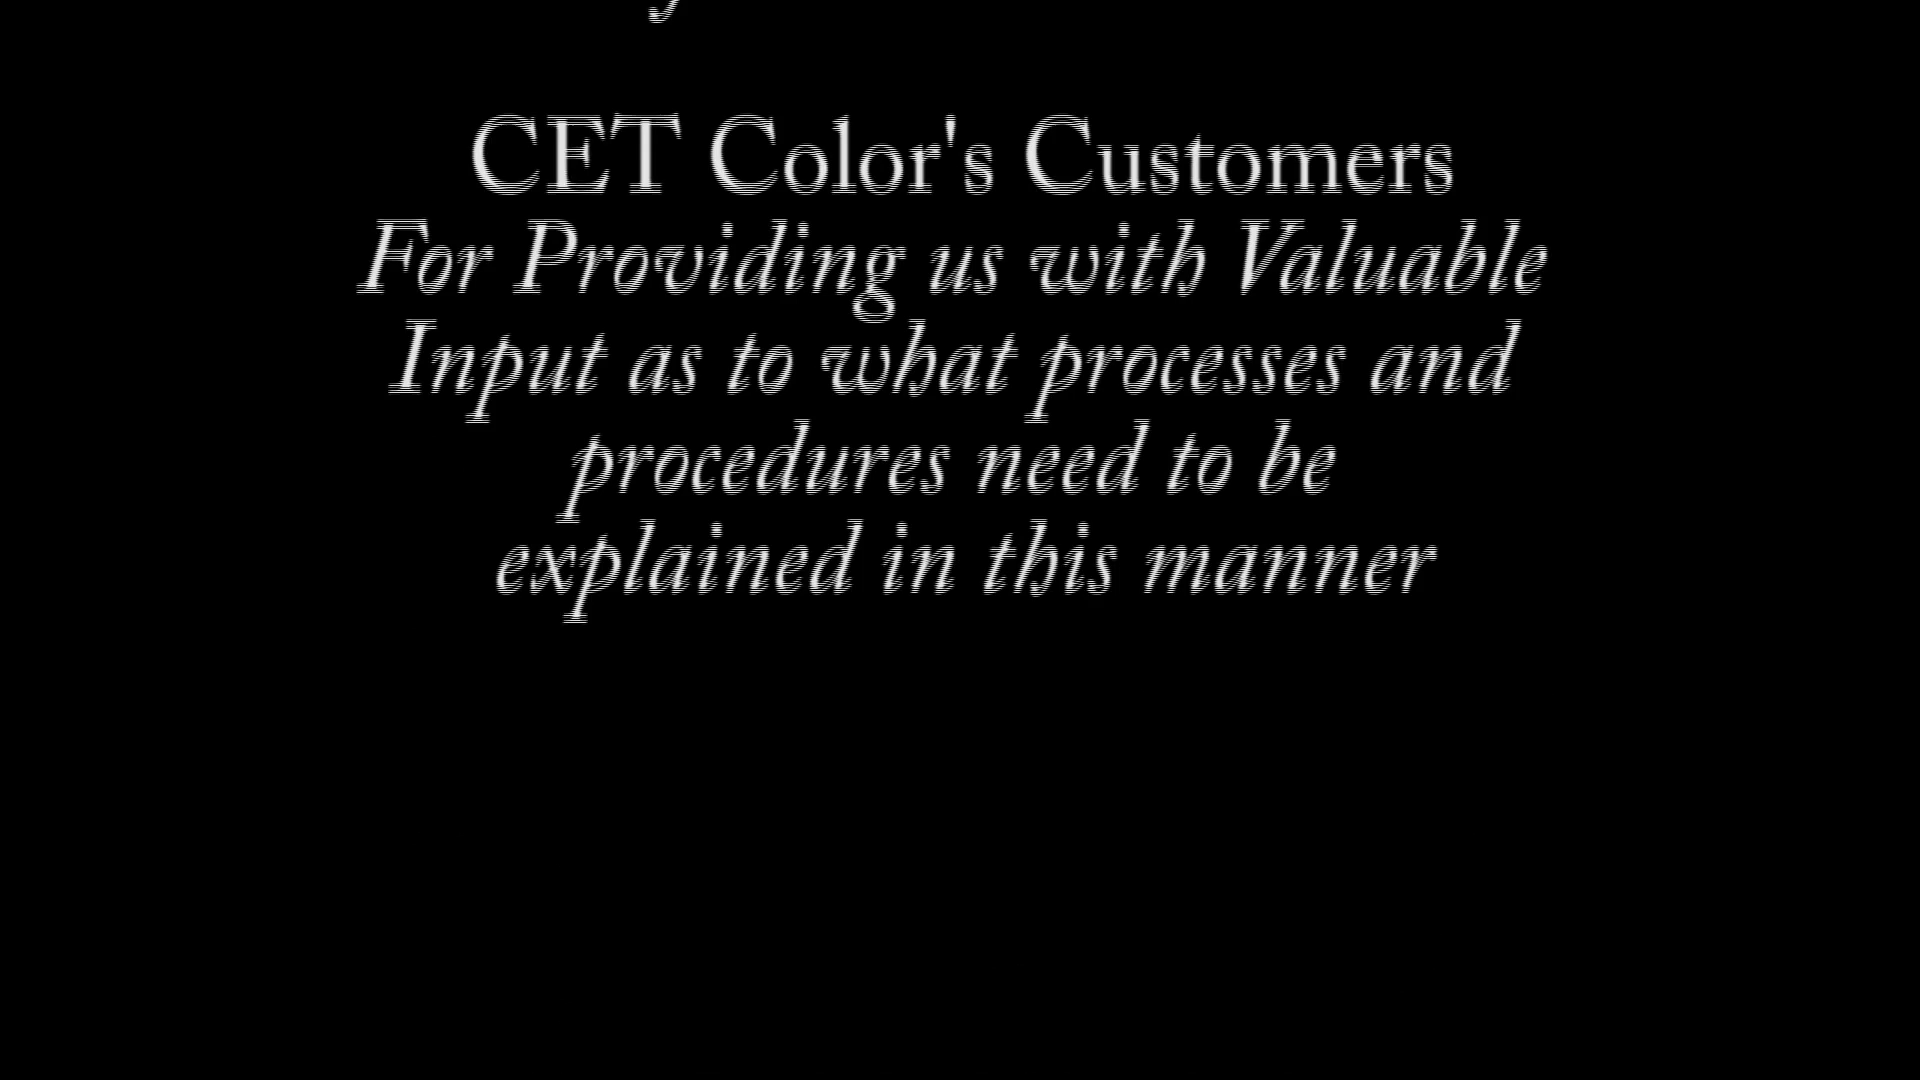 CET Color's Customers
For Providing us with Valuable
Input as to what processes and
procedures need to be
explained in this manner